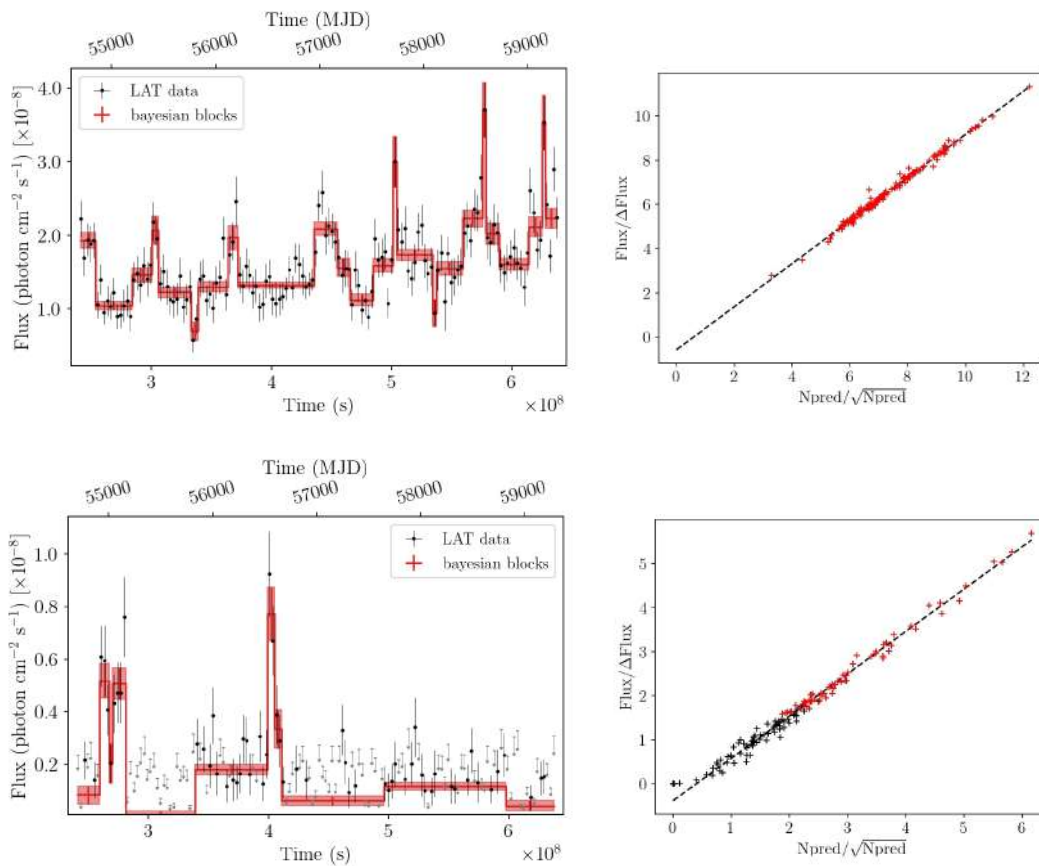 Time (MJD)
55000 56000 57000 58000 59000
4.0
3.0
2.0
1.0
Flux (photon cm⁻² s⁻¹) [×10⁻⁸]
LAT data
bayesian blocks
3 4 5 6
Time (s) ×10⁸
10
8
6
4
2
0
Flux/ΔFlux
0 2 4 6 8 10 12
Npred/√Npred
Time (MJD)
55000 56000 57000 58000 59000
1.0
0.8
0.6
0.4
0.2
Flux (photon cm⁻² s⁻¹) [×10⁻⁸]
LAT data
bayesian blocks
3 4 5 6
Time (s) ×10⁸
5
4
3
2
1
0
Flux/ΔFlux
0 1 2 3 4 5 6
Npred/√Npred